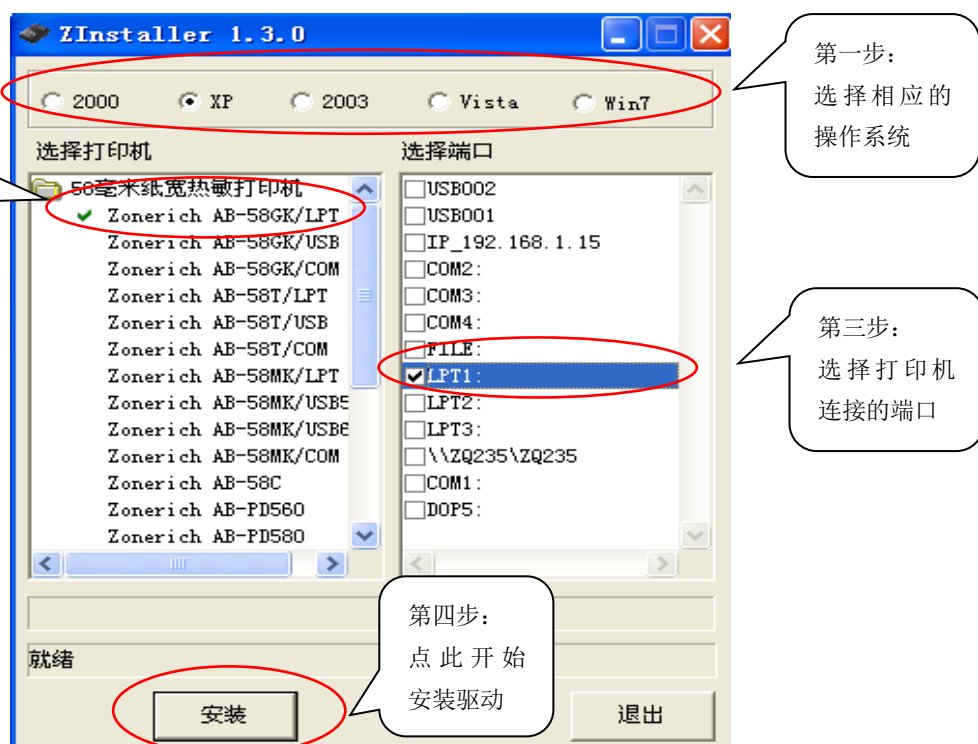 ZInstaller 1.3.0
2000 XP 2003 Vista Win7
选择打印机
58毫米纸宽热敏打印机
Zonerich AB-58GK/LPT
Zonerich AB-58GK/USB
Zonerich AB-58GK/COM
Zonerich AB-58T/LPT
Zonerich AB-58T/USB
Zonerich AB-58T/COM
Zonerich AB-58MK/LPT
Zonerich AB-58MK/USB5
Zonerich AB-58MK/USB6
Zonerich AB-58MK/COM
Zonerich AB-58C
Zonerich AB-PD560
Zonerich AB-PD580
选择端口
USB002
USB001
IP_192.168.1.15
COM2:
COM3:
COM4:
FILE:
LPT1:
LPT2:
LPT3:
\\ZQ235\ZQ235
COM1:
DOP5:
就绪
安装
退出
第一步：
选择相应的
操作系统
第三步：
选择打印机
连接的端口
第四步：
点此开始
安装驱动